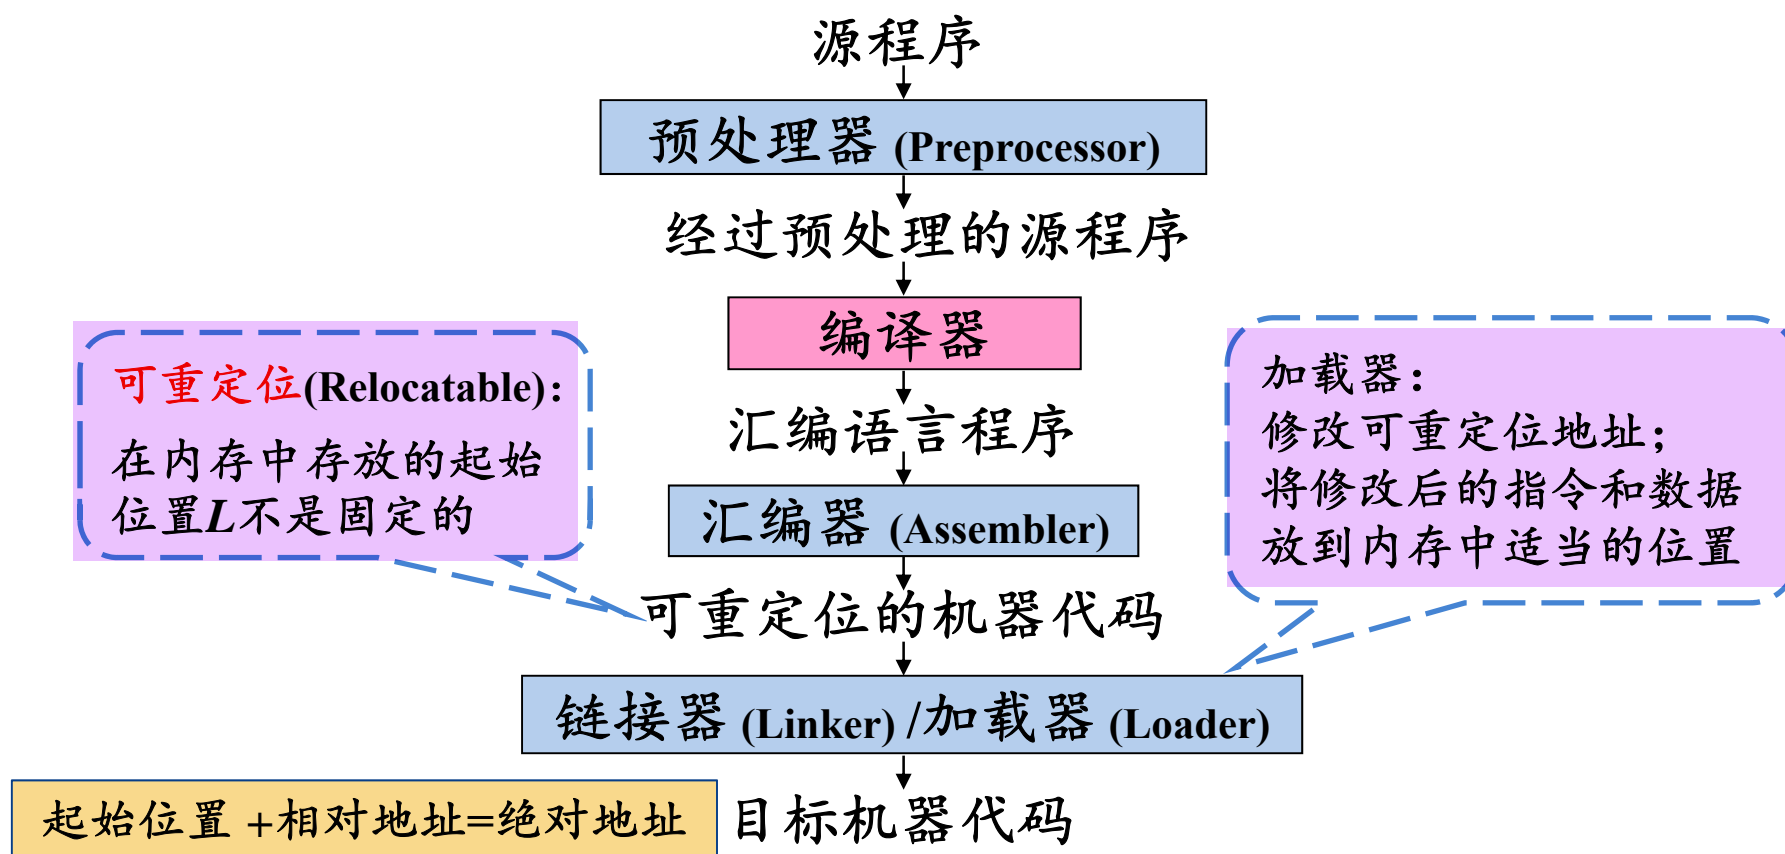 源程序
预处理器 (Preprocessor)
经过预处理的源程序
编译器
汇编语言程序
汇编器 (Assembler)
可重定位的机器代码
链接器 (Linker) /加载器 (Loader)
目标机器代码
可重定位(Relocatable)：
在内存中存放的起始
位置L不是固定的
加载器：
修改可重定位地址；
将修改后的指令和数据
放到内存中适当的位置
起始位置 +相对地址=绝对地址